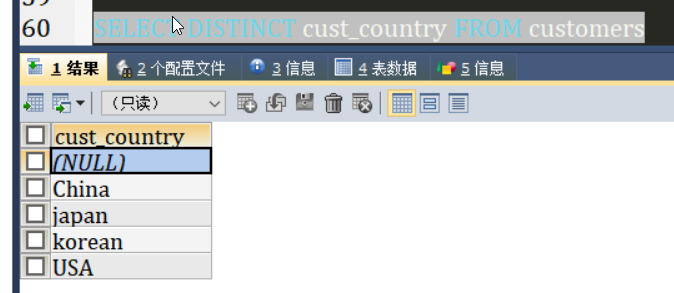 60 SELECT DISTINCT cust_country FROM customers
1 结果 2 个配置文件 3 信息 4 表数据 5 信息
（只读）
cust_country
(NULL)
China
japan
korean
USA